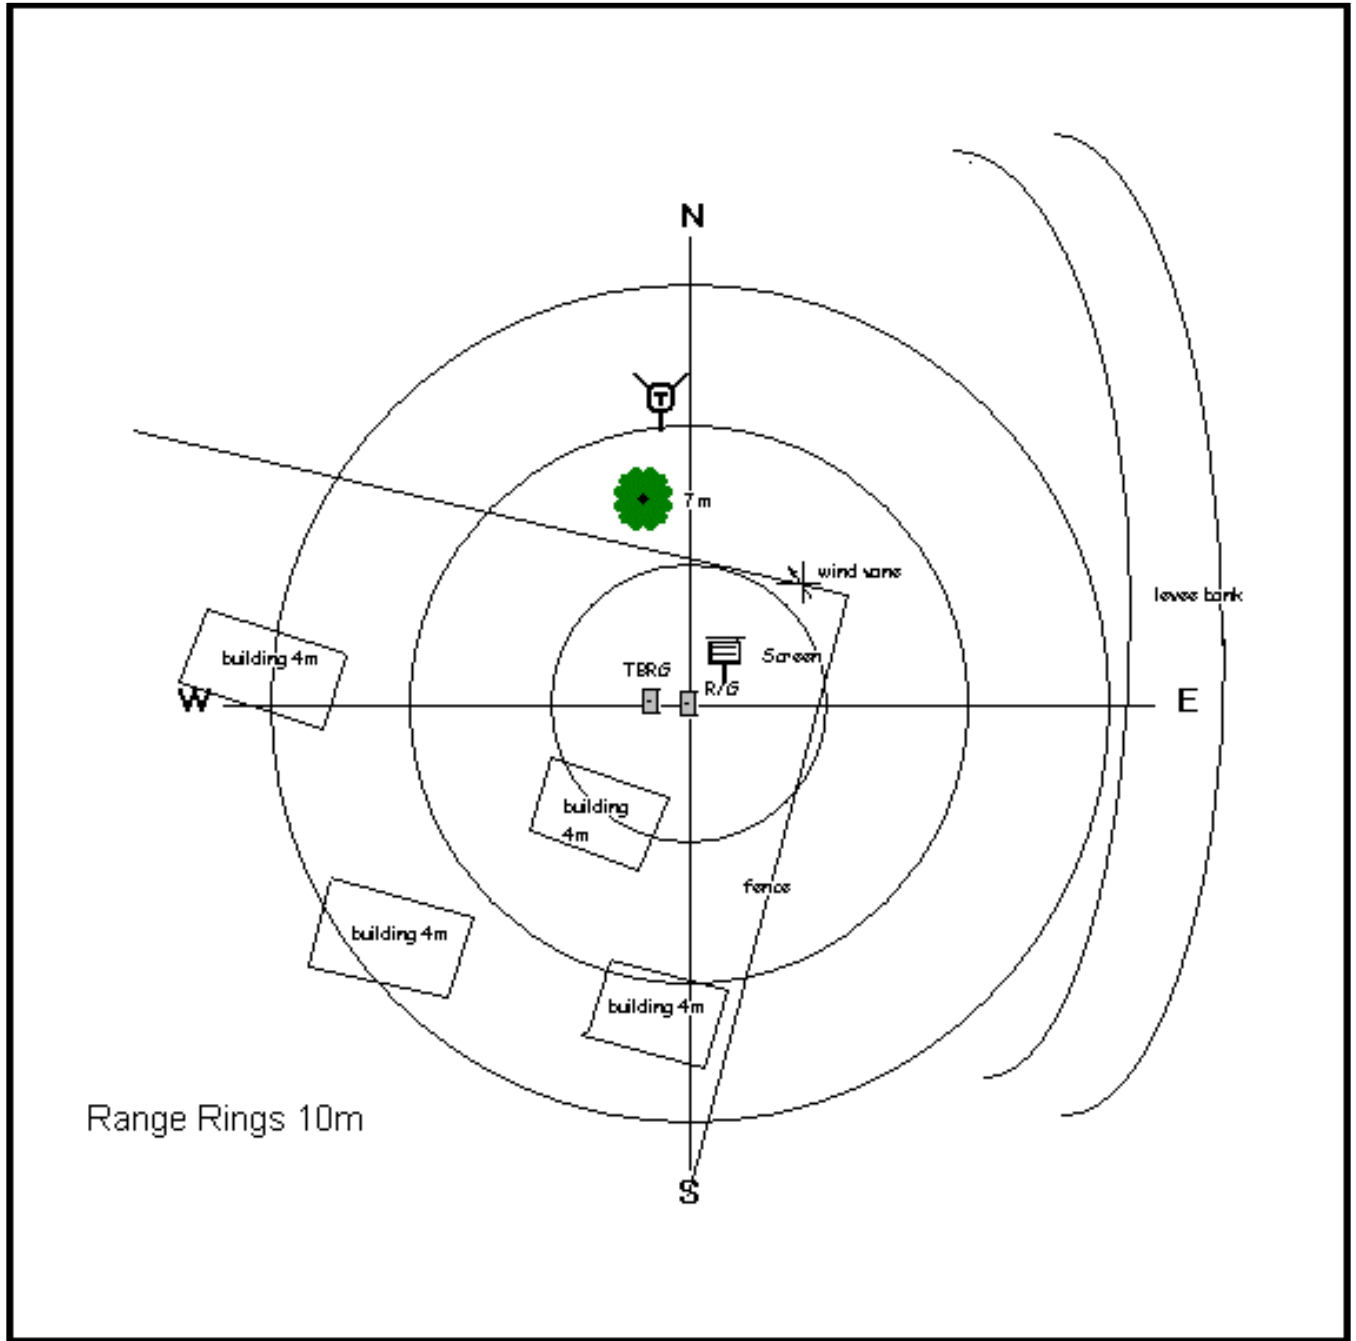 N
T
7 m
wind vane
levee bank
building 4m
Screen
TBRG
R/G
W
E
building
4m
fence
building 4m
building 4m
Range Rings 10m
S